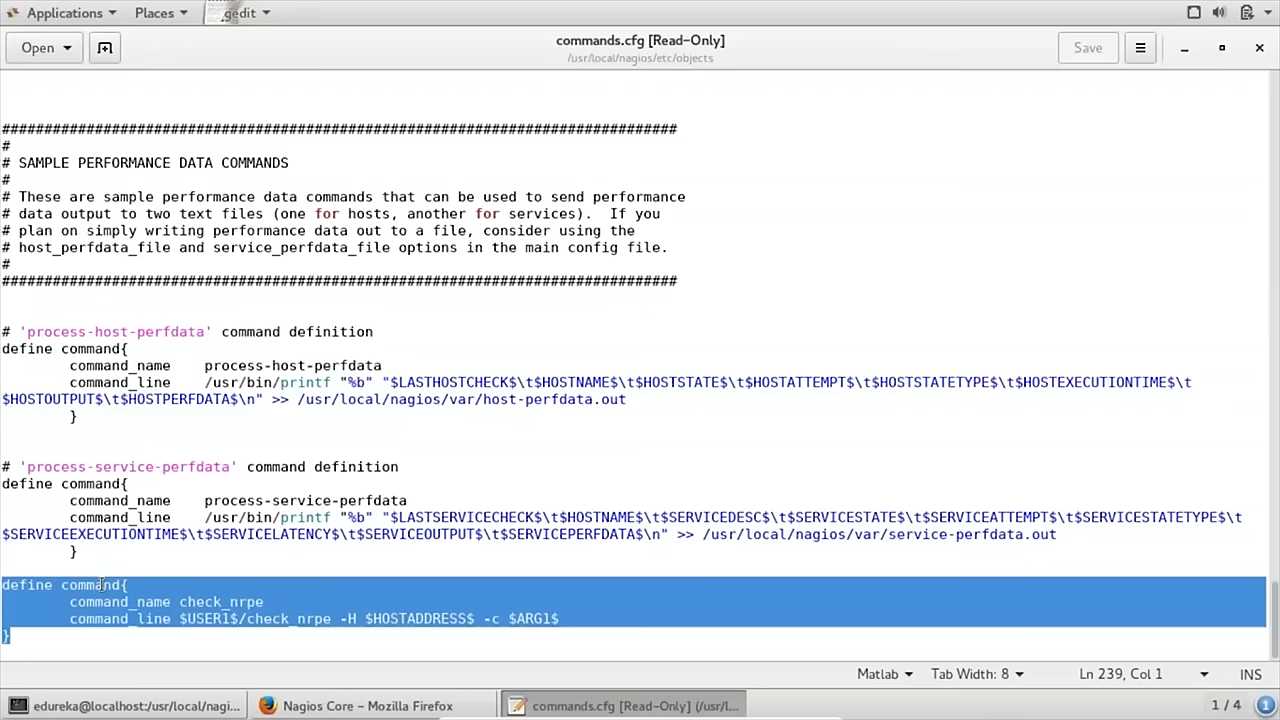 Applications Places gedit
Open commands.cfg [Read-Only] Save
/usr/local/nagios/etc/objects
################################################################################
#
# SAMPLE PERFORMANCE DATA COMMANDS
#
# These are sample performance data commands that can be used to send performance
# data output to two text files (one for hosts, another for services).  If you
# plan on simply writing performance data out to a file, consider using the
# host_perfdata_file and service_perfdata_file options in the main config file.
#
################################################################################
# 'process-host-perfdata' command definition
define command{
command_name    process-host-perfdata
command_line    /usr/bin/printf "%b" "$LASTHOSTCHECK$\t$HOSTNAME$\t$HOSTSTATE$\t$HOSTATTEMPT$\t$HOSTSTATETYPE$\t$HOSTEXECUTIONTIME$\t
$HOSTOUTPUT$\t$HOSTPERFDATA$\n" >> /usr/local/nagios/var/host-perfdata.out
}
# 'process-service-perfdata' command definition
define command{
command_name    process-service-perfdata
command_line    /usr/bin/printf "%b" "$LASTSERVICECHECK$\t$HOSTNAME$\t$SERVICEDESC$\t$SERVICESTATE$\t$SERVICEATTEMPT$\t$SERVICESTATETYPE$\t
$SERVICEEXECUTIONTIME$\t$SERVICELATENCY$\t$SERVICEOUTPUT$\t$SERVICEPERFDATA$\n" >> /usr/local/nagios/var/service-perfdata.out
}
define command{
command_name check_nrpe
command_line $USER1$/check_nrpe -H $HOSTADDRESS$ -c $ARG1$
}
Matlab Tab Width: 8 Ln 239, Col 1 INS
edureka@localhost:/usr/local/nagi... Nagios Core – Mozilla Firefox commands.cfg [Read-Only] (/usr/l... 1 / 4 1